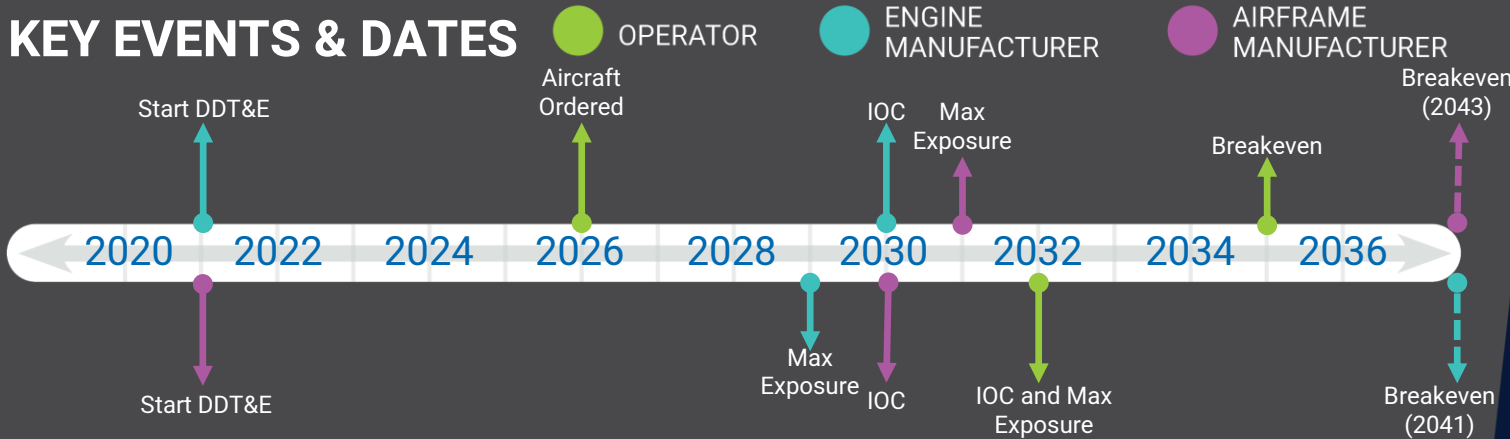 KEY EVENTS & DATES
OPERATOR
ENGINE
MANUFACTURER
AIRFRAME
MANUFACTURER
Start DDT&E
Aircraft
Ordered
IOC
Max
Exposure
Breakeven
Breakeven
(2043)
2020 2022 2024 2026 2028 2030 2032 2034 2036
Start DDT&E
Max
Exposure
IOC
IOC and Max
Exposure
Breakeven
(2041)